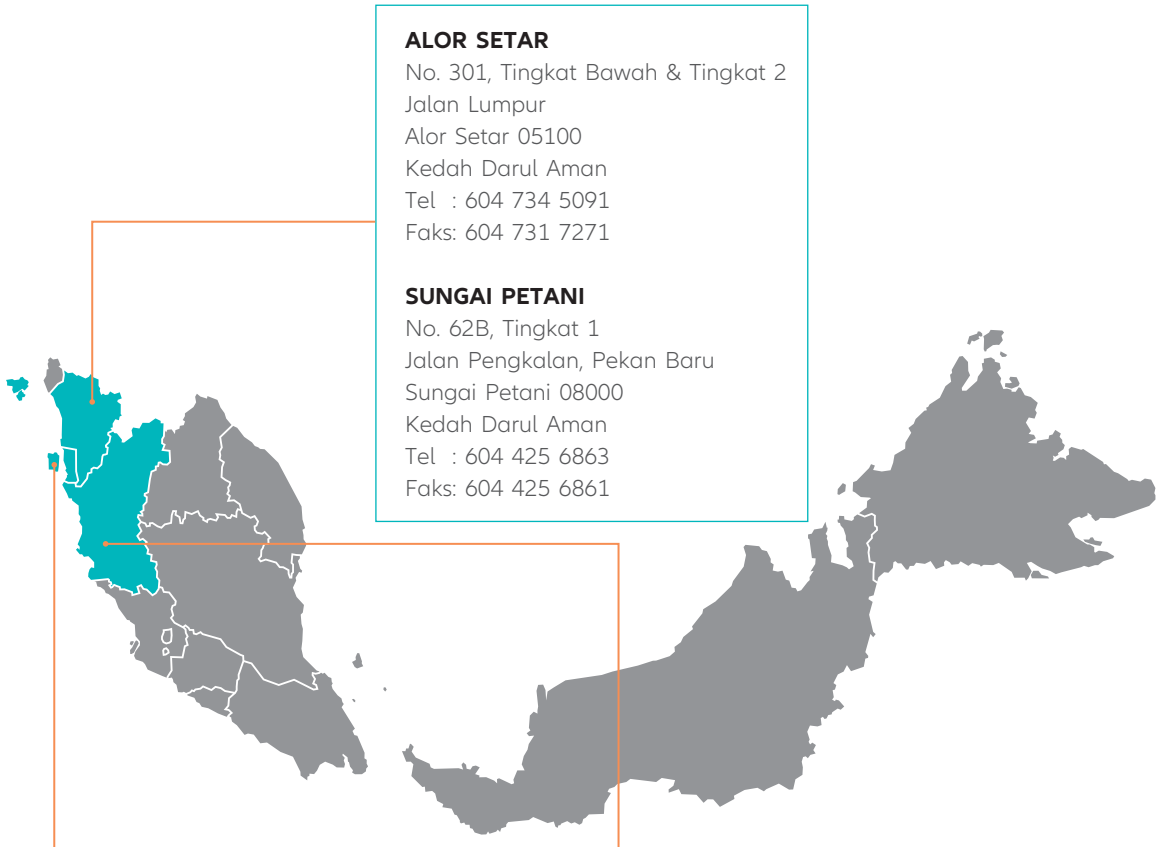 ALOR SETAR
No. 301, Tingkat Bawah & Tingkat 2
Jalan Lumpur
Alor Setar 05100
Kedah Darul Aman
Tel : 604 734 5091
Faks: 604 731 7271
SUNGAI PETANI
No. 62B, Tingkat 1
Jalan Pengkalan, Pekan Baru
Sungai Petani 08000
Kedah Darul Aman
Tel : 604 425 6863
Faks: 604 425 6861